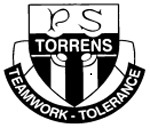 PS
TORRENS
TEAMWORK - TOLERANCE